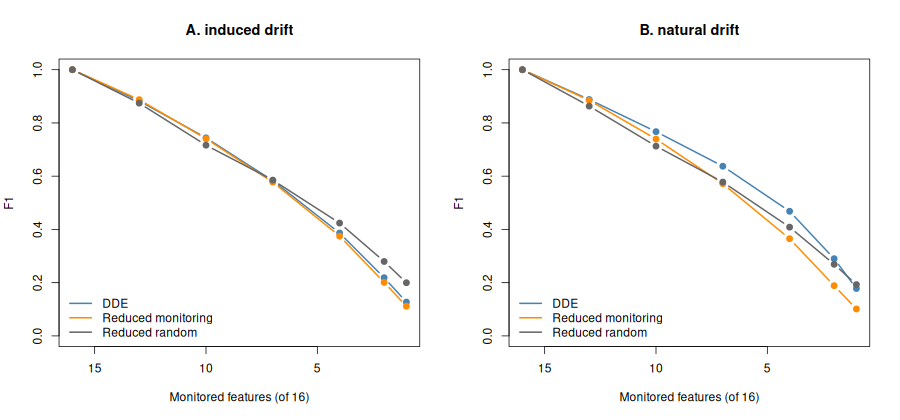 A. induced drift
F1
1.0
0.8
0.6
0.4
0.2
0.0
DDE
Reduced monitoring
Reduced random
15 10 5
Monitored features (of 16)
B. natural drift
F1
1.0
0.8
0.6
0.4
0.2
0.0
DDE
Reduced monitoring
Reduced random
15 10 5
Monitored features (of 16)